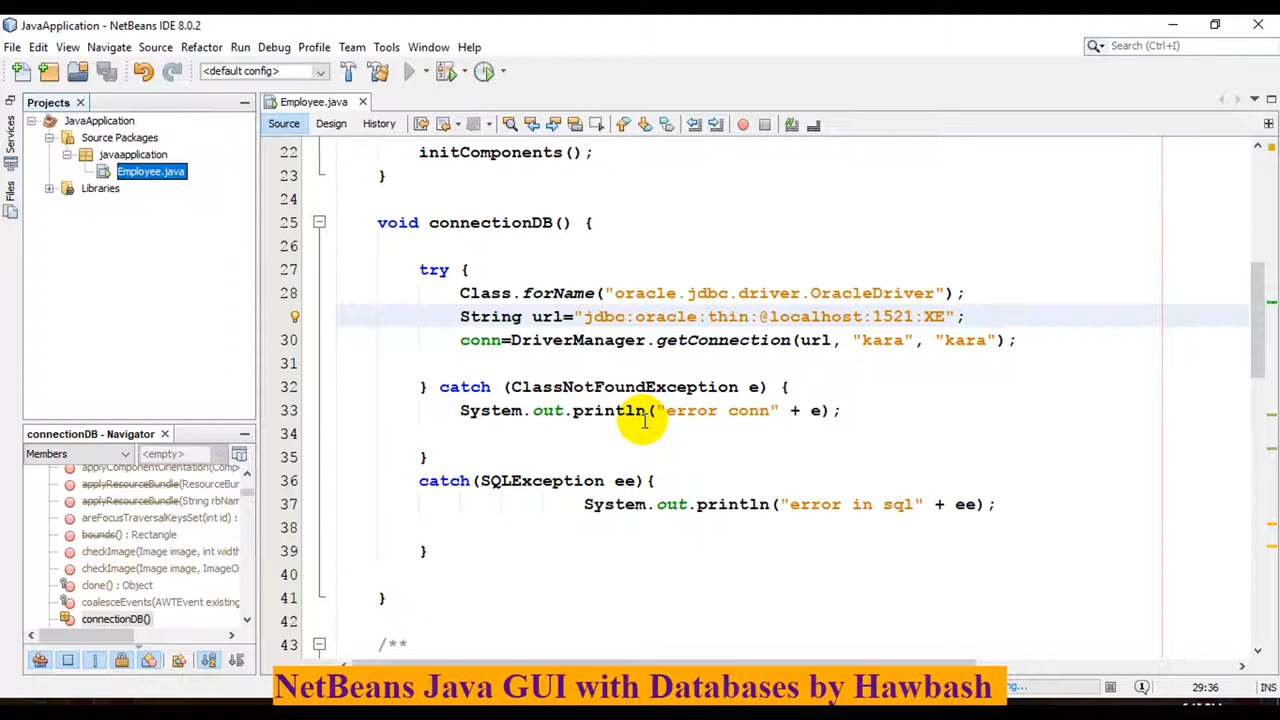 JavaApplication - NetBeans IDE 8.0.2
File Edit View Navigate Source Refactor Run Debug Profile Team Tools Window Help
Search (Ctrl+I)
<default config>
Projects
Services
Files
JavaApplication
Source Packages
javaapplication
Employee.java
Libraries
Employee.java
Source Design History
22 initComponents();
23 }
24
25 void connectionDB() {
26
27 try {
28 Class.forName("oracle.jdbc.driver.OracleDriver");
String url="jdbc:oracle:thin:@localhost:1521:XE";
30 conn=DriverManager.getConnection(url, "kara", "kara");
32 } catch (ClassNotFoundException e) {
33 System.out.println("error conn" + e);
34
35 }
36 catch(SQLException ee){
37 System.out.println("error in sql" + ee);
38
39 }
40
41 }
42
43 /**
connectionDB - Navigator
Members <empty>
applyComponentOrientation(Comp
applyResourceBundle(ResourceBur
applyResourceBundle(String rbNam
areFocusTraversalKeysSet(int id) :
bounds() : Rectangle
checkImage(Image image, int width
checkImage(Image image, ImageO
clone() : Object
coalesceEvents(AWTEvent existing
connectionDB()
1
29:36
INS
NetBeans Java GUI with Databases by Hawbash